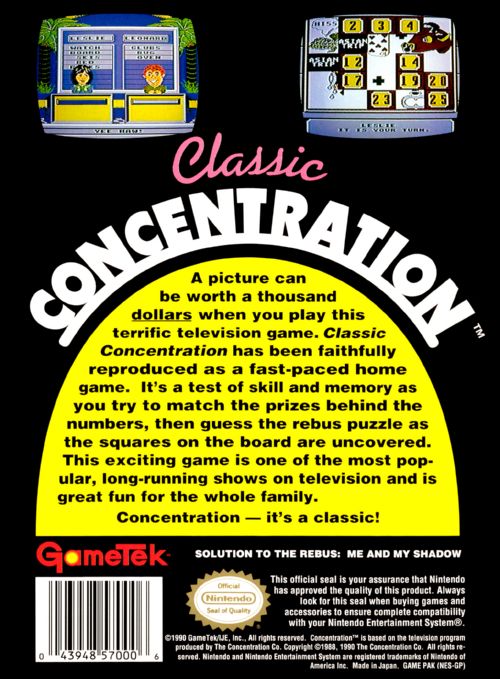 LESLIE LEONARD
WATCH CLUBS
BOARD RUG
SETS OVEN
YEE HAW!
2 3 4
ASIAN
ASIAN
12 14
17 19 20
23 25
LESLIE
IT IS YOUR TURN.
Classic
CONCENTRATION™
A picture can
be worth a thousand
dollars when you play this
terrific television game. Classic
Concentration has been faithfully
reproduced as a fast-paced home
game. It's a test of skill and memory as
you try to match the prizes behind the
numbers, then guess the rebus puzzle as
the squares on the board are uncovered.
This exciting game is one of the most pop-
ular, long-running shows on television and is
great fun for the whole family.
Concentration — it's a classic!
GameTek
SOLUTION TO THE REBUS: ME AND MY SHADOW
Official
Nintendo
Seal of Quality
This official seal is your assurance that Nintendo
has approved the quality of this product. Always
look for this seal when buying games and
accessories to ensure complete compatibility
with your Nintendo Entertainment System®.
0 43948 57000 6
©1990 GameTek/IJE, Inc., All rights reserved. Concentration™ is based on the television program
produced by The Concentration Co. Copyright ©1988, 1990 The Concentration Co. All rights re-
served. Nintendo and Nintendo Entertainment System are registered trademarks of Nintendo of
America Inc. Made in Japan. GAME PAK (NES-GP)